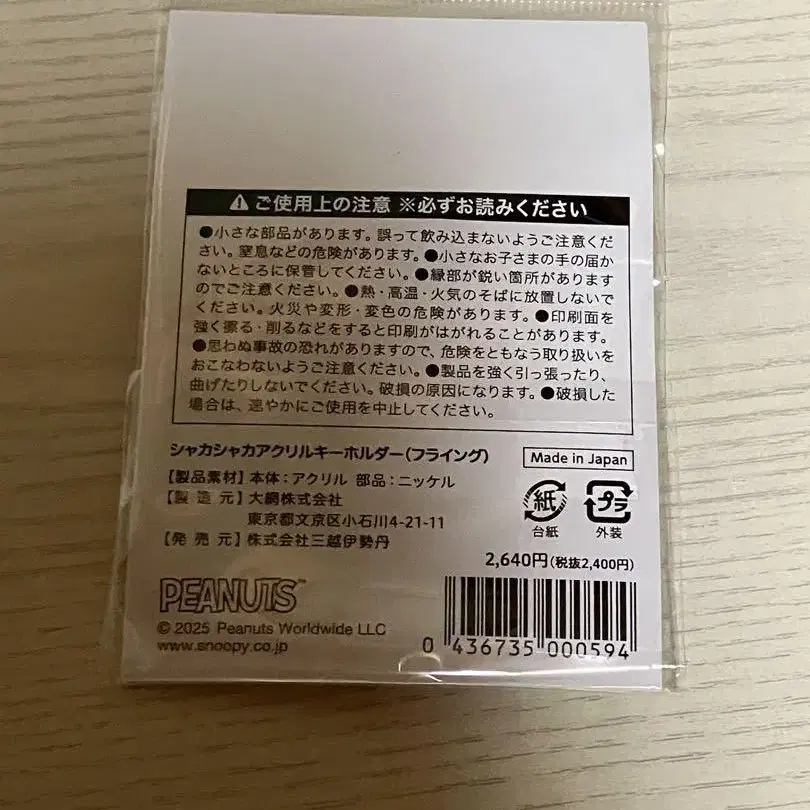 ⚠ ご使用上の注意 ※必ずお読みください
●小さな部品があります。誤って飲み込まないようご注意くだ
さい。窒息などの危険があります。●小さなお子さまの手の届か
ないところに保管してください。●縁部が鋭い箇所があります
のでご注意ください。●熱・高温・火気のそばに放置しないで
ください。火災や変形・変色の危険があります。●印刷面を
強く擦る・削るなどをすると印刷がはがれることがあります。
●思わぬ事故の恐れがありますので、危険をともなう取り扱いを
おこなわないようご注意ください。●製品を強く引っ張ったり、
曲げたりしないでください。破損の原因になります。●破損した
場合は、速やかにご使用を中止してください。
シャカシャカアクリルキーホルダー(フライング)
Made in Japan
【製品素材】本体:アクリル 部品:ニッケル
【製造元】大網株式会社
東京都文京区小石川4-21-11
【発売元】株式会社三越伊勢丹
紙
台紙
プラ
外装
2,640円(税抜2,400円)
PEANUTS™
© 2025 Peanuts Worldwide LLC
www.snoopy.co.jp
0 436735 000594